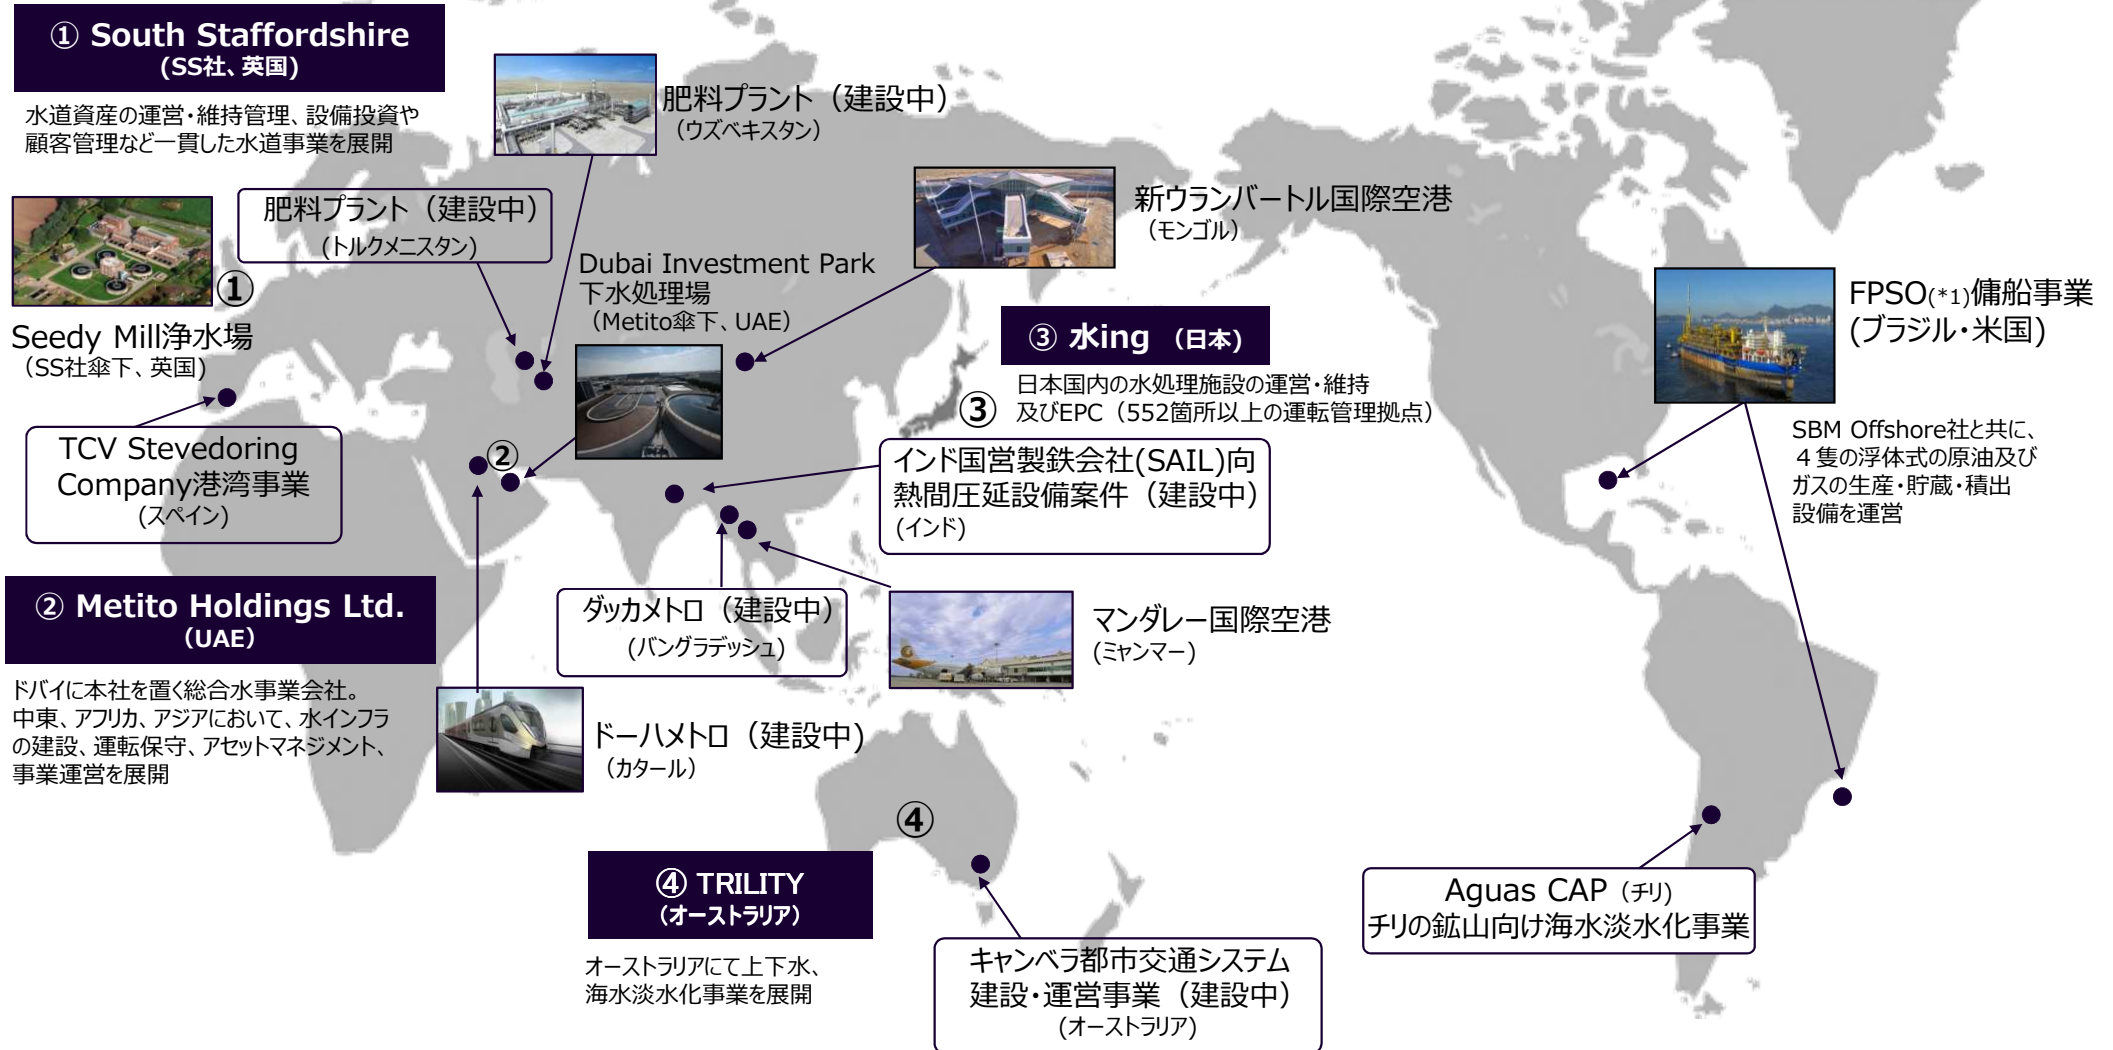 ① South Staffordshire
(SS社、英国)
水道資産の運営・維持管理、設備投資や
顧客管理など一貫した水道事業を展開
肥料プラント（建設中）
（ウズベキスタン）
肥料プラント（建設中）
(トルクメニスタン)
新ウランバートル国際空港
（モンゴル）
①
Seedy Mill浄水場
（SS社傘下、英国)
Dubai Investment Park
下水処理場
（Metito傘下、UAE）
③ 水ing （日本)
日本国内の水処理施設の運営・維持
及びEPC（552箇所以上の運転管理拠点）
③
FPSO(*1)傭船事業
(ブラジル・米国)
SBM Offshore社と共に、
４隻の浮体式の原油及び
ガスの生産・貯蔵・積出
設備を運営
TCV Stevedoring
Company港湾事業
(スペイン)
②
インド国営製鉄会社(SAIL)向
熱間圧延設備案件（建設中）
(インド)
② Metito Holdings Ltd.
（UAE）
ドバイに本社を置く総合水事業会社。
中東、アフリカ、アジアにおいて、水インフラ
の建設、運転保守、アセットマネジメント、
事業運営を展開
ダッカメトロ（建設中）
(バングラデッシュ)
マンダレー国際空港
(ミャンマー)
ドーハメトロ（建設中)
（カタール）
④
④ TRILITY
（オーストラリア）
オーストラリアにて上下水、
海水淡水化事業を展開
キャンベラ都市交通システム
建設・運営事業（建設中）
(オーストラリア)
Aguas CAP（チリ)
チリの鉱山向け海水淡水化事業